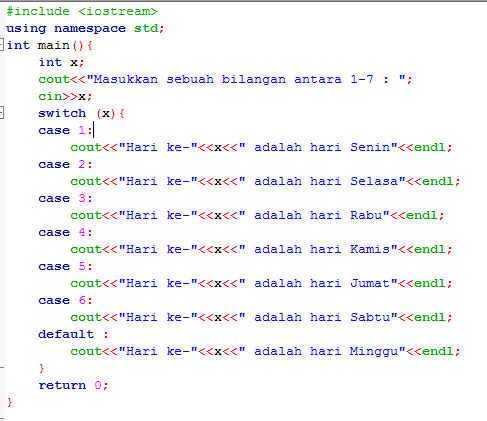 #include <iostream>
using namespace std;
int main(){
    int x;
    cout<<"Masukkan sebuah bilangan antara 1-7 : ";
    cin>>x;
    switch (x){
    case 1:
        cout<<"Hari ke-"<<x<<" adalah hari Senin"<<endl;
    case 2:
        cout<<"Hari ke-"<<x<<" adalah hari Selasa"<<endl;
    case 3:
        cout<<"Hari ke-"<<x<<" adalah hari Rabu"<<endl;
    case 4:
        cout<<"Hari ke-"<<x<<" adalah hari Kamis"<<endl;
    case 5:
        cout<<"Hari ke-"<<x<<" adalah hari Jumat"<<endl;
    case 6:
        cout<<"Hari ke-"<<x<<" adalah hari Sabtu"<<endl;
    default :
        cout<<"Hari ke-"<<x<<" adalah hari Minggu"<<endl;
    }
    return 0;
}